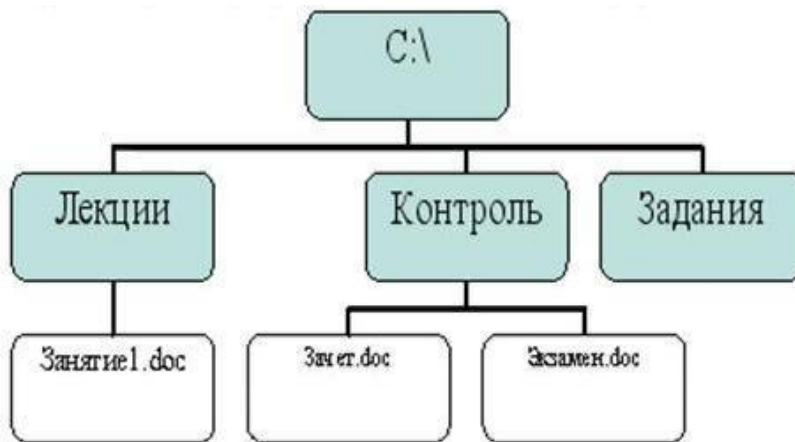 C:\
Лекции
Контроль
Задания
Занятие1.doc
Зачет.doc
Экзамен.doc